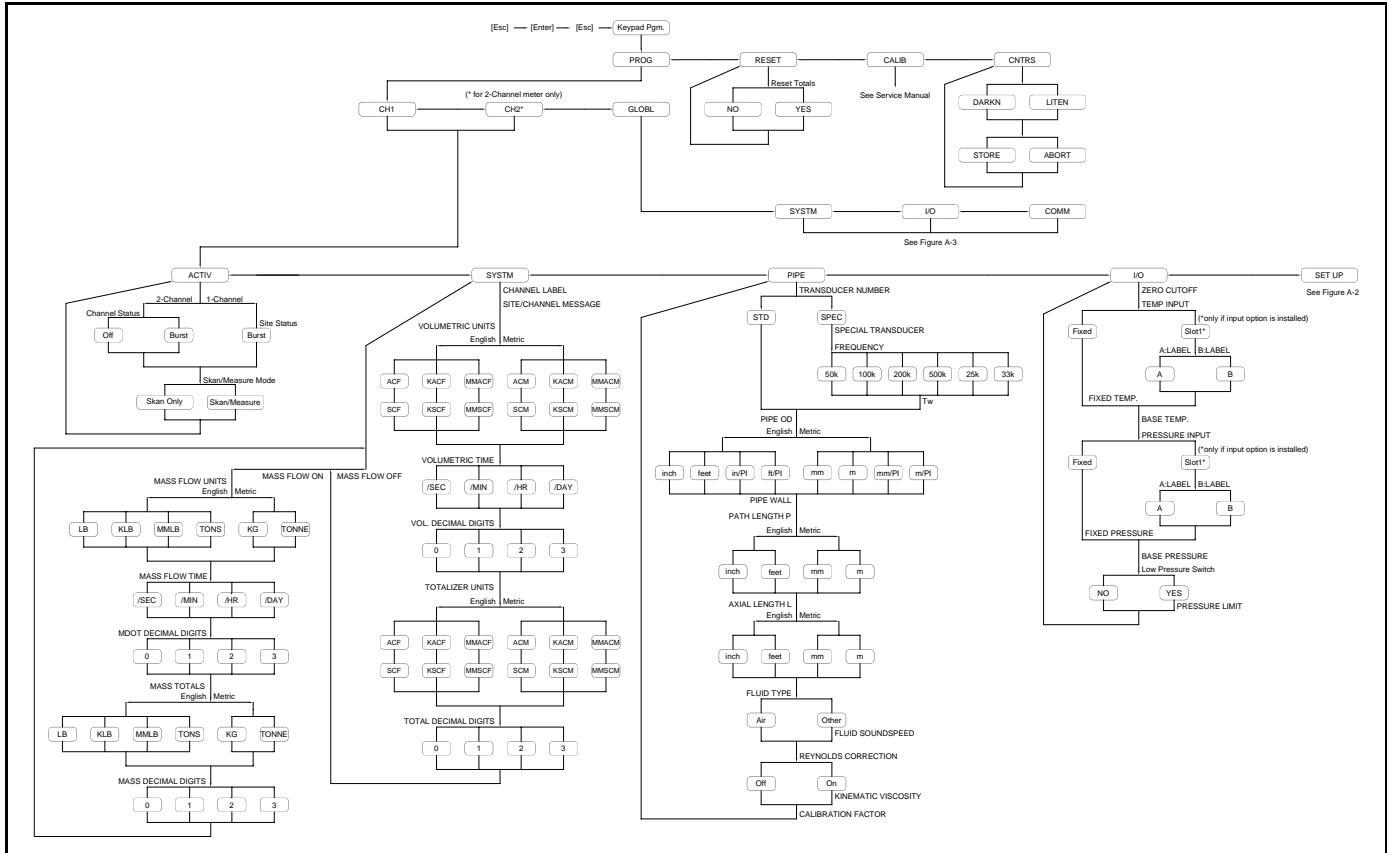 [Esc] [Enter] [Esc] Keypad Pgm.
PROG RESET CALIB CNTRS
Reset Totals
See Service Manual
(* for 2-Channel meter only)
CH1 CH2* GLOBL NO YES DARKN LITEN
STORE ABORT
SYSTM I/O COMM
See Figure A-3
ACTIV SYSTM PIPE I/O SET UP
See Figure A-2
2-Channel 1-Channel
Channel Status
Site Status
Off Burst Burst
Skan/Measure Mode
Skan Only Skan/Measure
MASS FLOW ON MASS FLOW OFF
MASS FLOW UNITS
English Metric
LB KLB MMLB TONS KG TONNE
MASS FLOW TIME
/SEC /MIN /HR /DAY
MDOT DECIMAL DIGITS
0 1 2 3
MASS TOTALS
English Metric
LB KLB MMLB TONS KG TONNE
MASS DECIMAL DIGITS
0 1 2 3
CHANNEL LABEL
SITE/CHANNEL MESSAGE
VOLUMETRIC UNITS
English Metric
ACF KACF MMACF ACM KACM MMACM
SCF KSCF MMSCF SCM KSCM MMSCM
VOLUMETRIC TIME
/SEC /MIN /HR /DAY
VOL. DECIMAL DIGITS
0 1 2 3
TOTALIZER UNITS
English Metric
ACF KACF MMACF ACM KACM MMACM
SCF KSCF MMSCF SCM KSCM MMSCM
TOTAL DECIMAL DIGITS
0 1 2 3
TRANSDUCER NUMBER
STD SPEC
SPECIAL TRANSDUCER
FREQUENCY
50k 100k 200k 500k 25k 33k
Tw
PIPE OD
English Metric
inch feet in/PI ft/PI mm m mm/PI m/PI
PIPE WALL
PATH LENGTH P
English Metric
inch feet mm m
AXIAL LENGTH L
English Metric
inch feet mm m
FLUID TYPE
Air Other
FLUID SOUNDSPEED
REYNOLDS CORRECTION
Off On
KINEMATIC VISCOSITY
CALIBRATION FACTOR
ZERO CUTOFF
TEMP INPUT
(*only if input option is installed)
Fixed Slot1*
A:LABEL B:LABEL
A B
FIXED TEMP.
BASE TEMP.
PRESSURE INPUT
(*only if input option is installed)
Fixed Slot1*
A:LABEL B:LABEL
A B
FIXED PRESSURE
BASE PRESSURE
Low Pressure Switch
NO YES
PRESSURE LIMIT